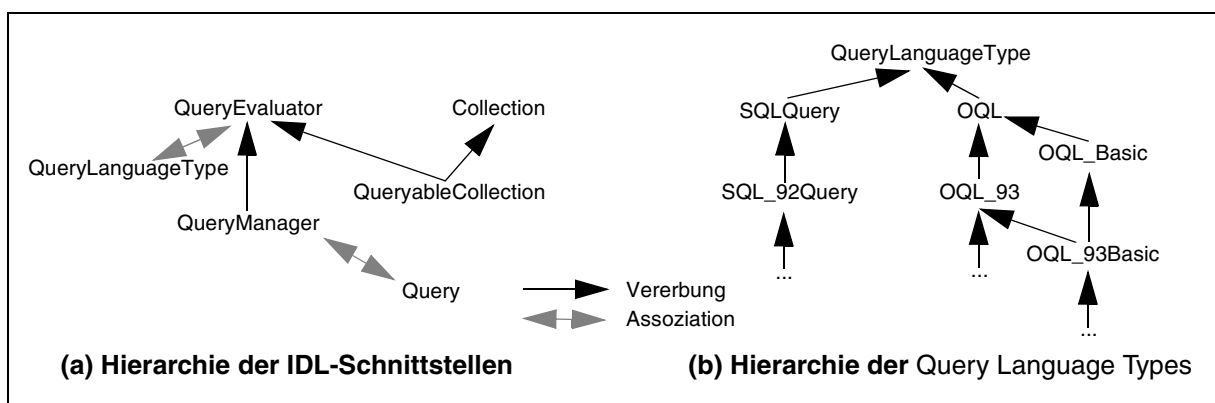 QueryEvaluator
Collection
QueryLanguageType
QueryableCollection
QueryManager
Query
Vererbung
Assoziation
(a) Hierarchie der IDL-Schnittstellen
QueryLanguageType
SQLQuery
OQL
OQL_Basic
SQL_92Query
OQL_93
OQL_93Basic
...
...
...
(b) Hierarchie der Query Language Types